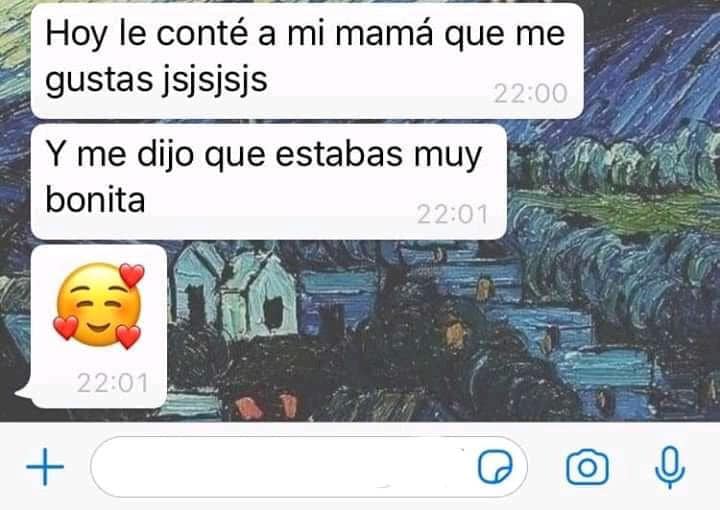 Hoy le conté a mi mamá que me
gustas jsjsjsjs
22:00
Y me dijo que estabas muy
bonita
22:01
22:01